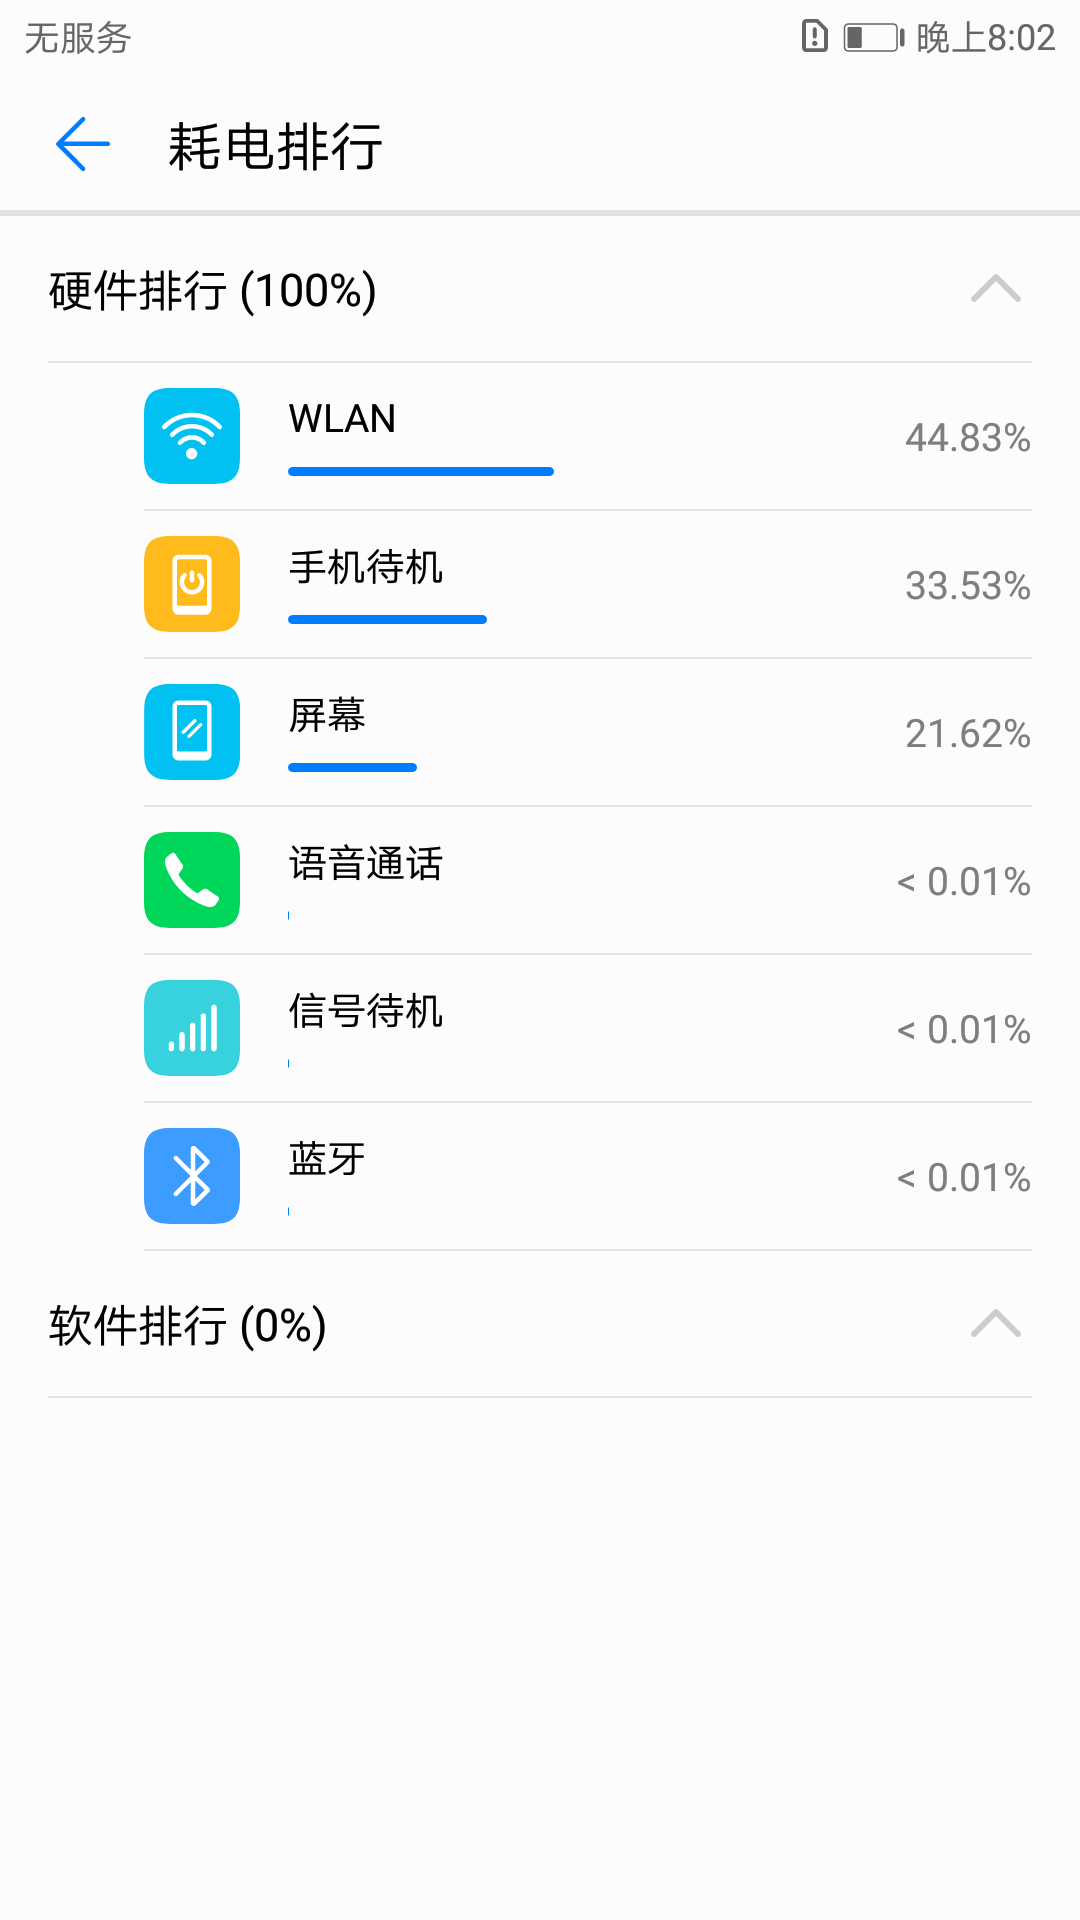 无服务 晚上8:02
耗电排行
硬件排行 (100%)
WLAN
44.83%
手机待机
33.53%
屏幕
21.62%
语音通话
< 0.01%
信号待机
< 0.01%
蓝牙
< 0.01%
软件排行 (0%)